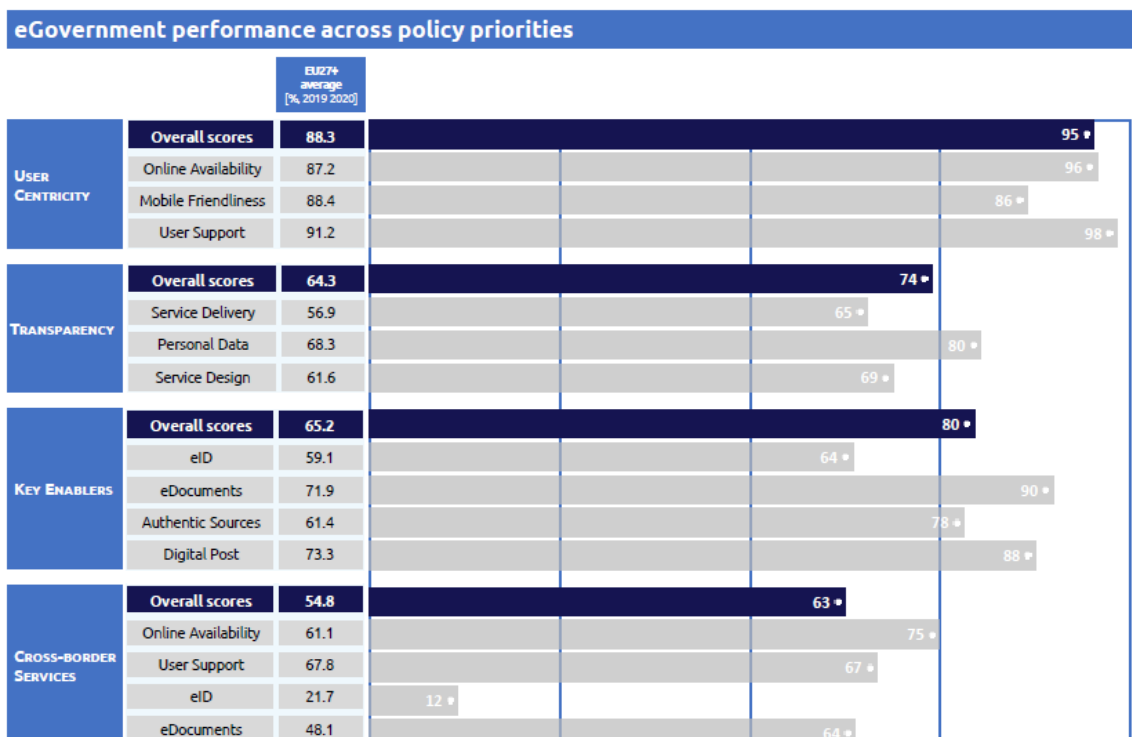 eGovernment performance across policy priorities
EU27+
average
[%, 2019 2020]
USER
CENTRICITY
Overall scores 88.3 95
Online Availability 87.2 96
Mobile Friendliness 88.4 86
User Support 91.2 98
TRANSPARENCY
Overall scores 64.3 74
Service Delivery 56.9 65
Personal Data 68.3 80
Service Design 61.6 69
KEY ENABLERS
Overall scores 65.2 80
eID 59.1 64
eDocuments 71.9 90
Authentic Sources 61.4 78
Digital Post 73.3 88
CROSS-BORDER
SERVICES
Overall scores 54.8 63
Online Availability 61.1 75
User Support 67.8 67
eID 21.7 12
eDocuments 48.1 64